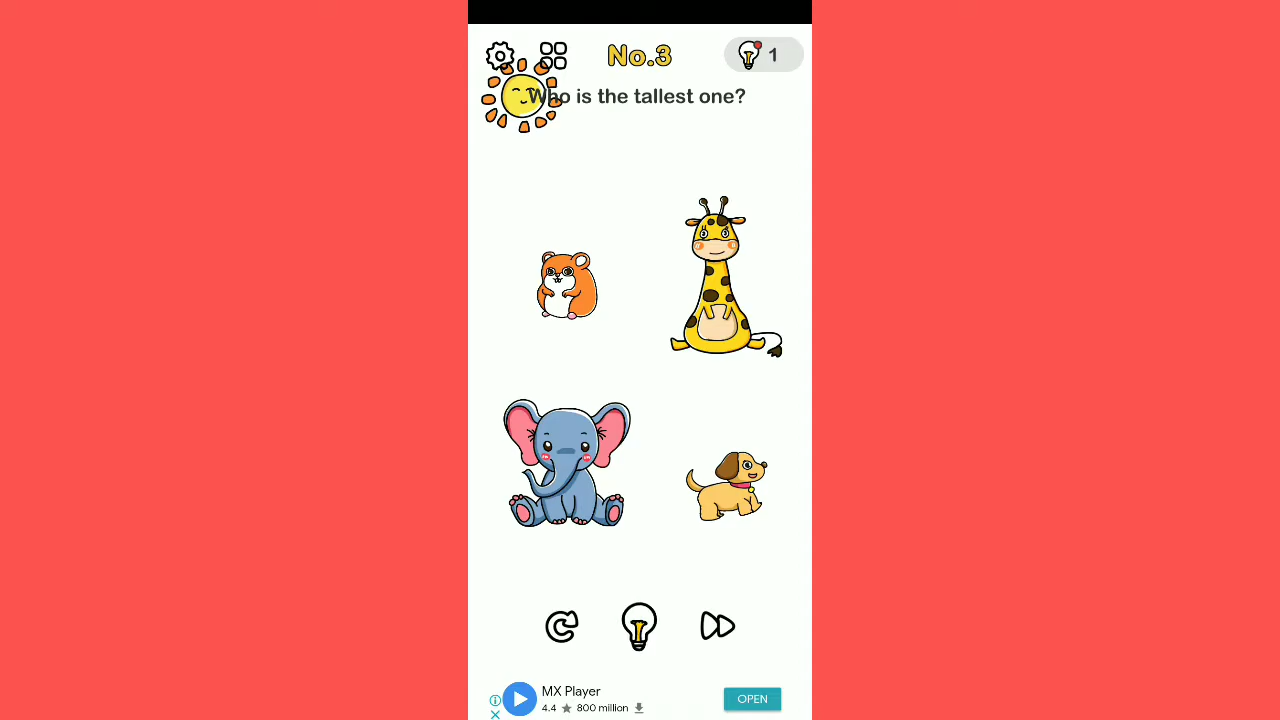 No.3
1
Who is the tallest one?
MX Player
4.4 ★ 800 million
OPEN